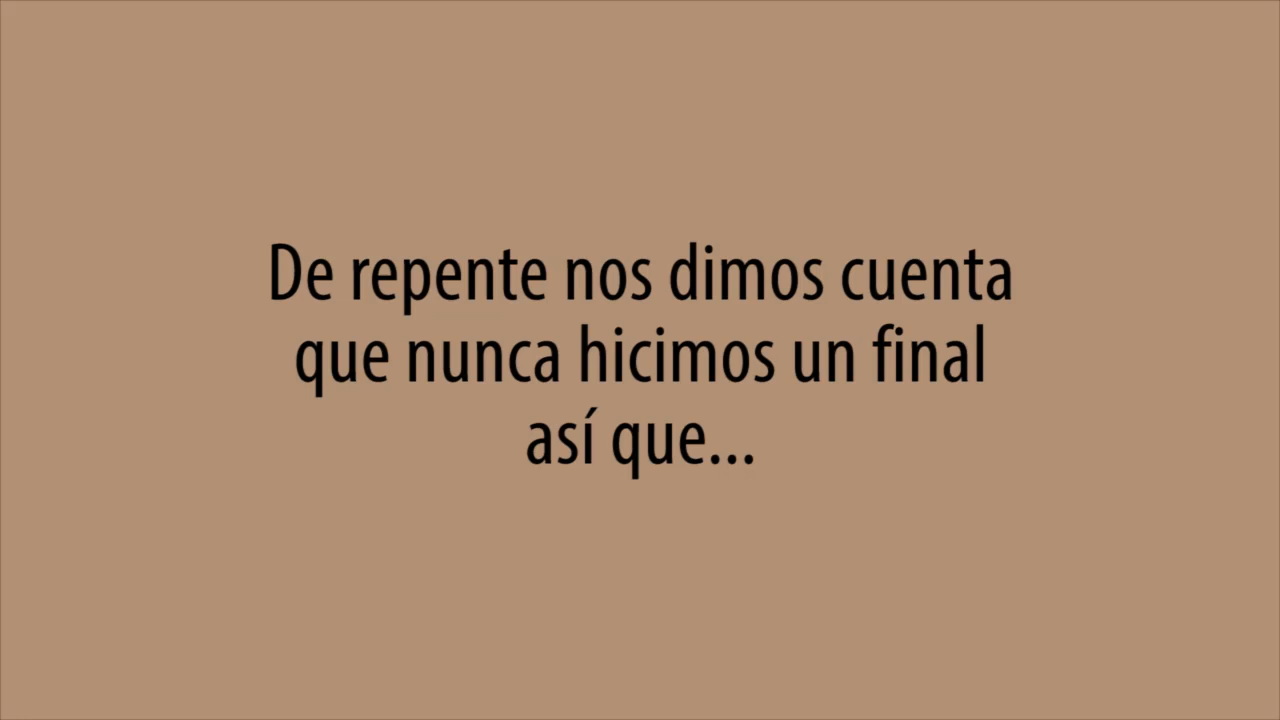 De repente nos dimos cuenta
que nunca hicimos un final
así que...